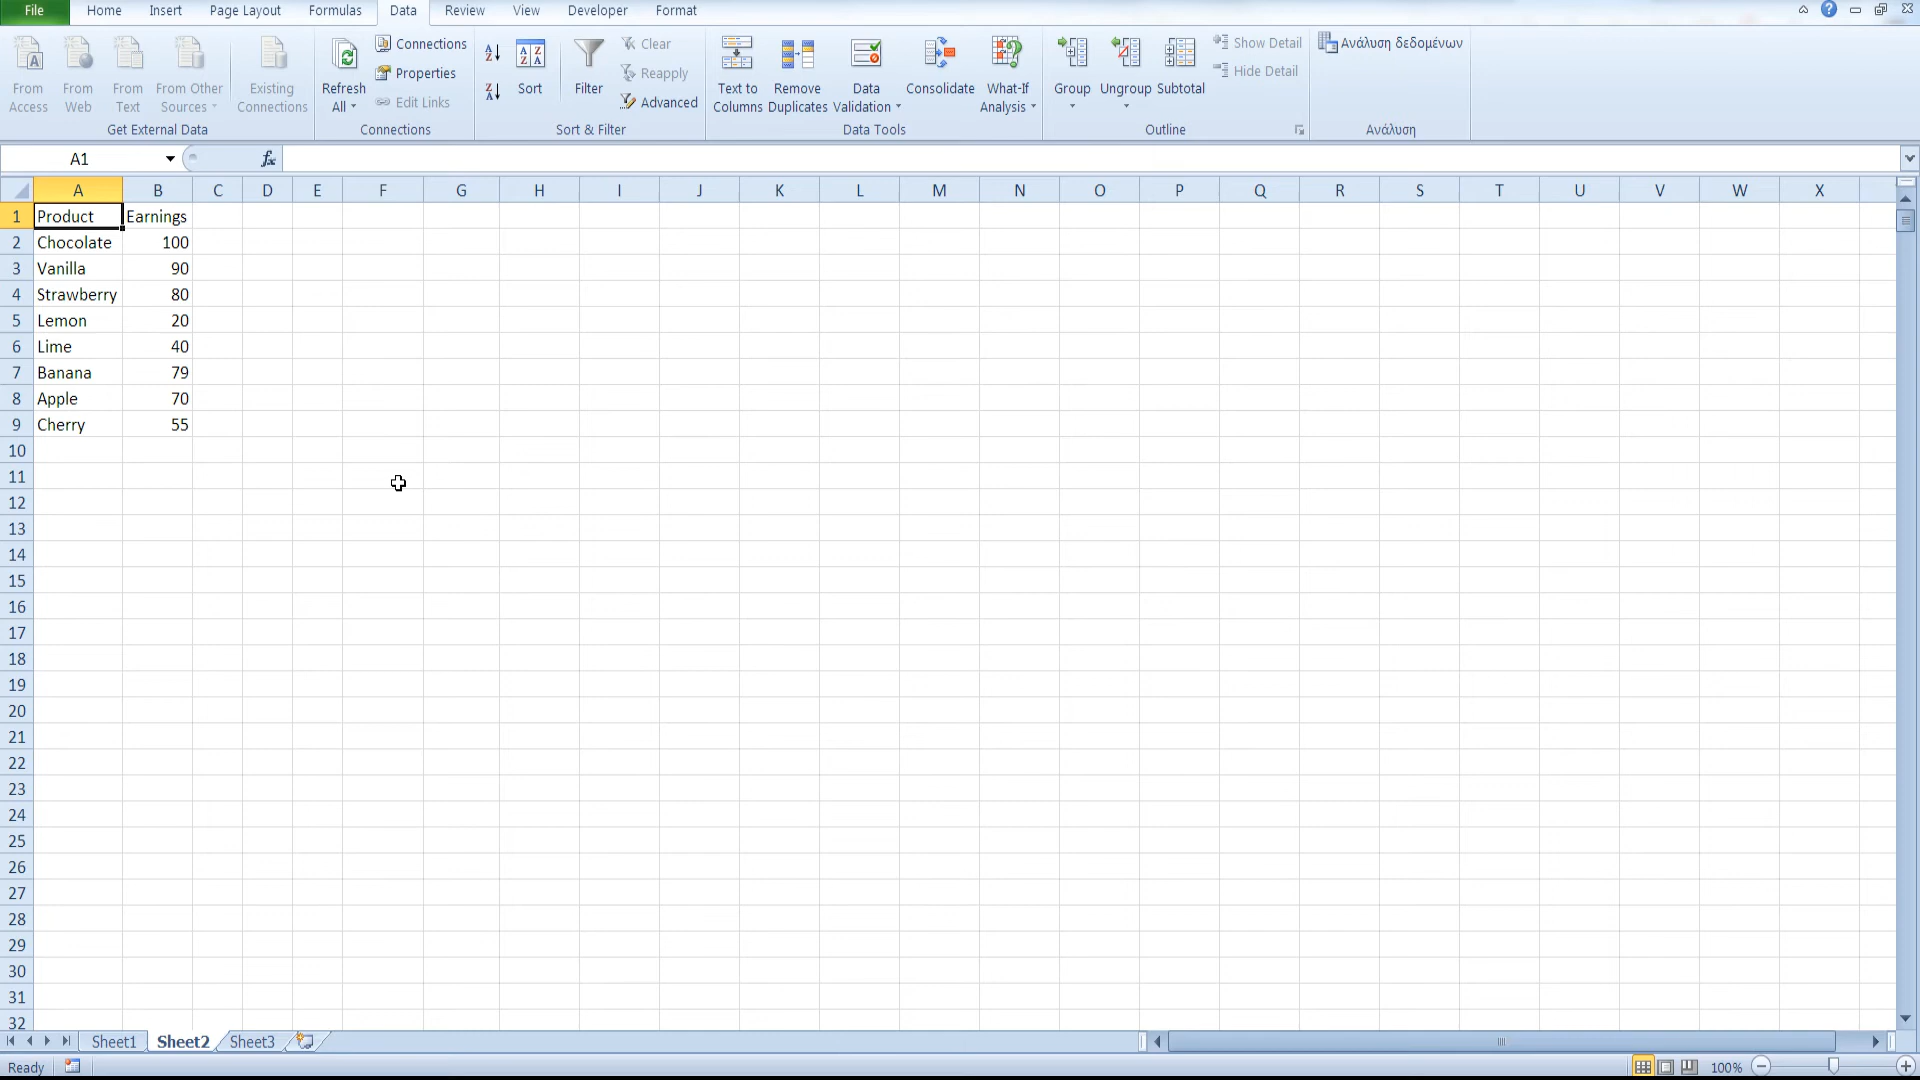 File Home Insert Page Layout Formulas Data Review View Developer Format
From Access
From Web
From Text
From Other Sources
Existing Connections
Get External Data
Refresh All
Connections
Properties
Edit Links
Connections
Sort
Filter
Clear
Reapply
Advanced
Sort & Filter
Text to Columns
Remove Duplicates
Data Validation
Consolidate
What-If Analysis
Data Tools
Group
Ungroup
Subtotal
Show Detail
Hide Detail
Outline
Ανάλυση δεδομένων
Ανάλυση
A1 fx
A B C D E F G H I J K L M N O P Q R S T U V W X
1 Product Earnings
2 Chocolate 100
3 Vanilla 90
4 Strawberry 80
5 Lemon 20
6 Lime 40
7 Banana 79
8 Apple 70
9 Cherry 55
10
11
12
13
14
15
16
17
18
19
20
21
22
23
24
25
26
27
28
29
30
31
32
Sheet1 Sheet2 Sheet3
Ready 100%